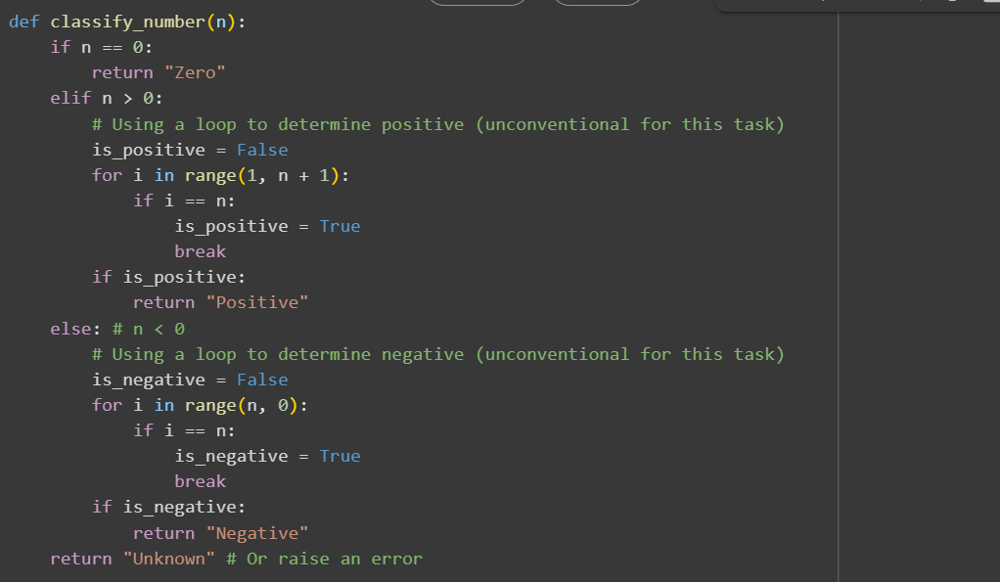 def classify_number(n):
    if n == 0:
        return "Zero"
    elif n > 0:
        # Using a loop to determine positive (unconventional for this task)
        is_positive = False
        for i in range(1, n + 1):
            if i == n:
                is_positive = True
                break
        if is_positive:
            return "Positive"
    else: # n < 0
        # Using a loop to determine negative (unconventional for this task)
        is_negative = False
        for i in range(n, 0):
            if i == n:
                is_negative = True
                break
        if is_negative:
            return "Negative"
    return "Unknown" # Or raise an error